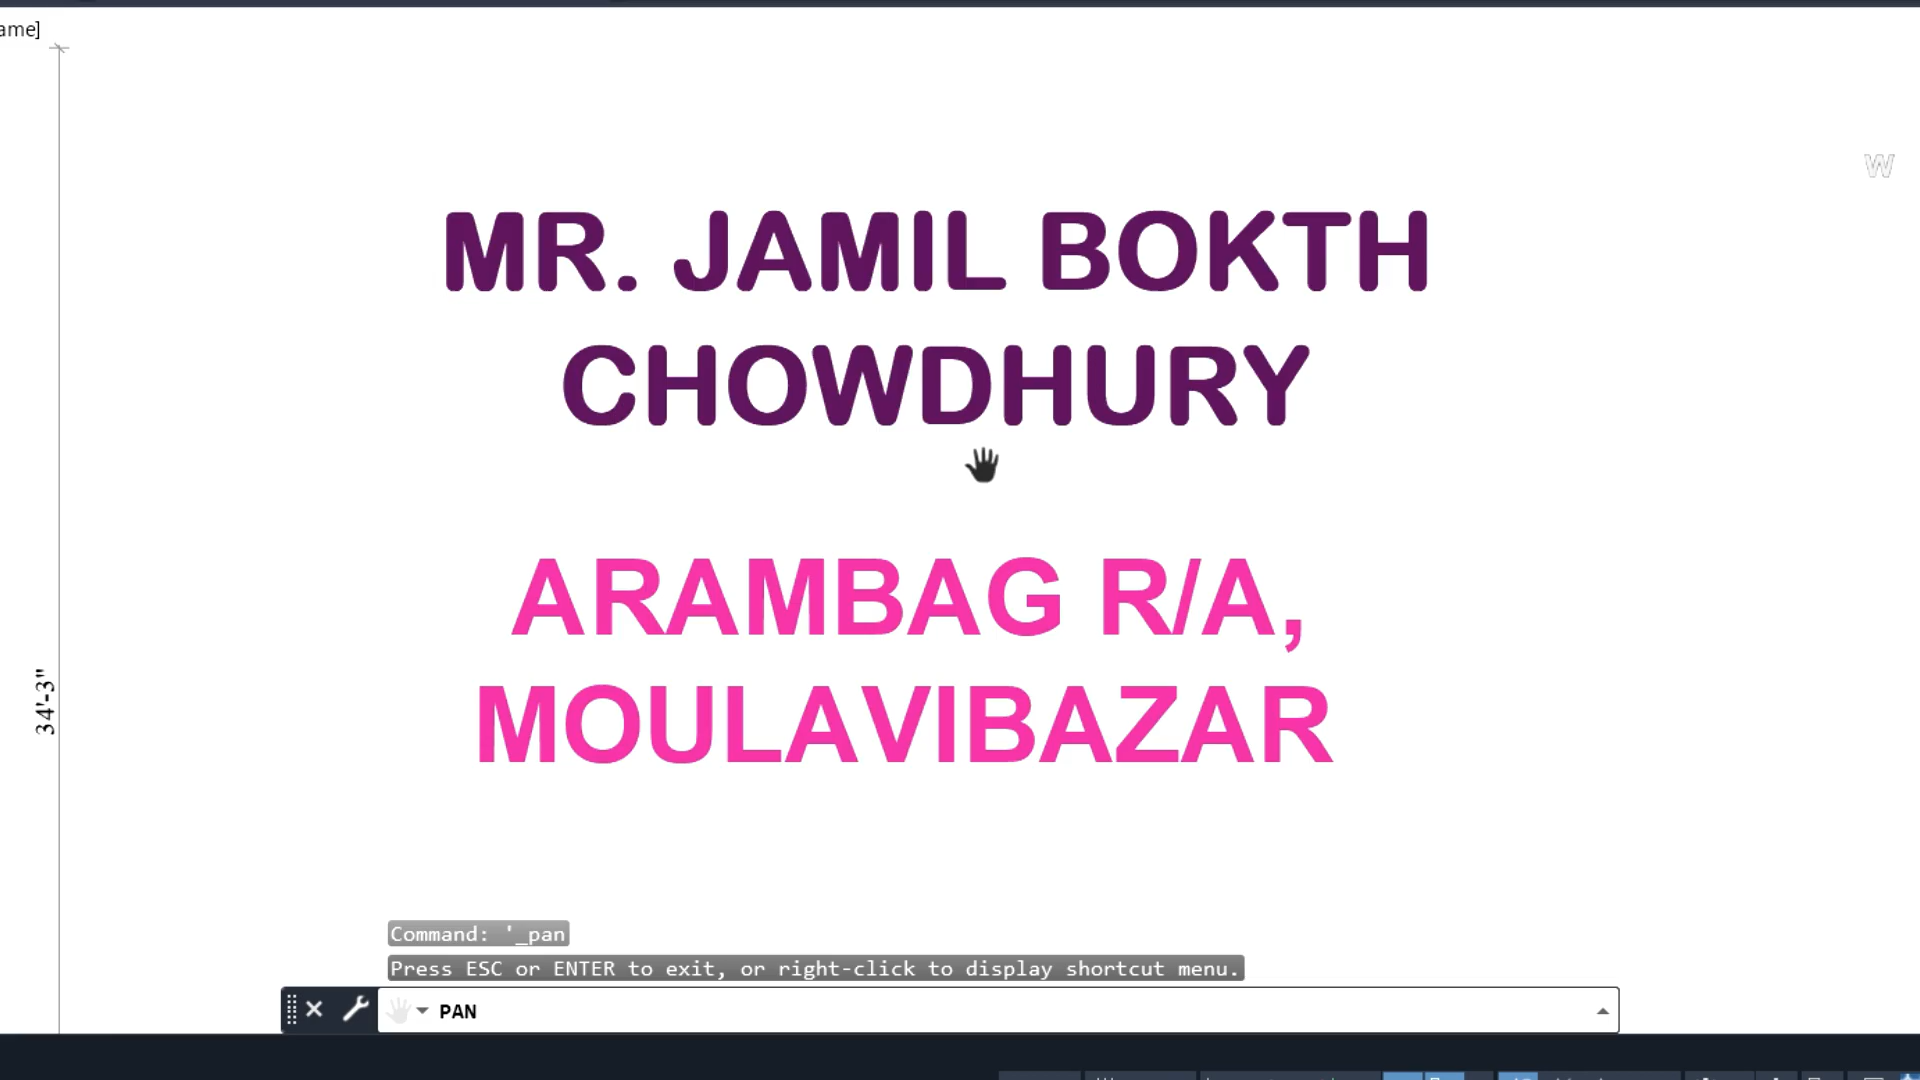 ame]
W
MR. JAMIL BOKTH
CHOWDHURY
ARAMBAG R/A,
MOULAVIBAZAR
34'-3"
Command: '_pan
Press ESC or ENTER to exit, or right-click to display shortcut menu.
PAN